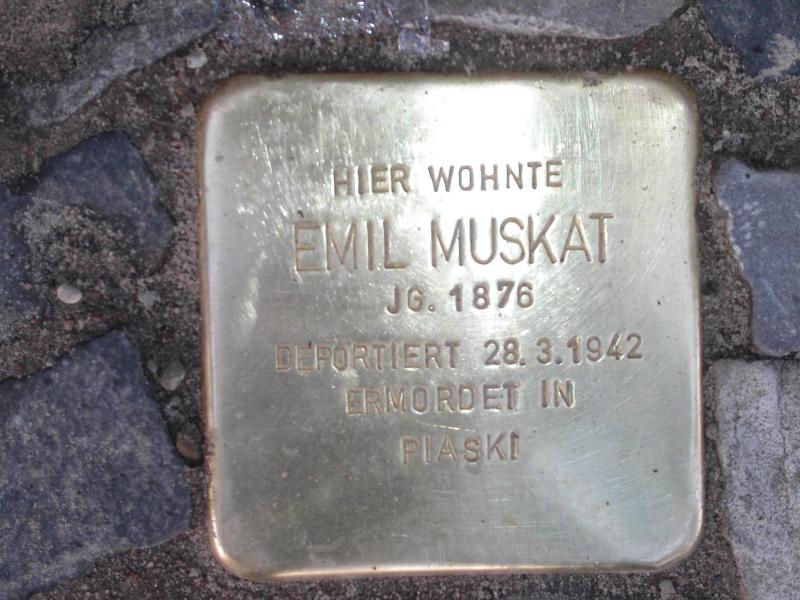 HIER WOHNTE
EMIL MUSKAT
JG. 1876
DEPORTIERT 28.3.1942
ERMORDET IN
PIASKI